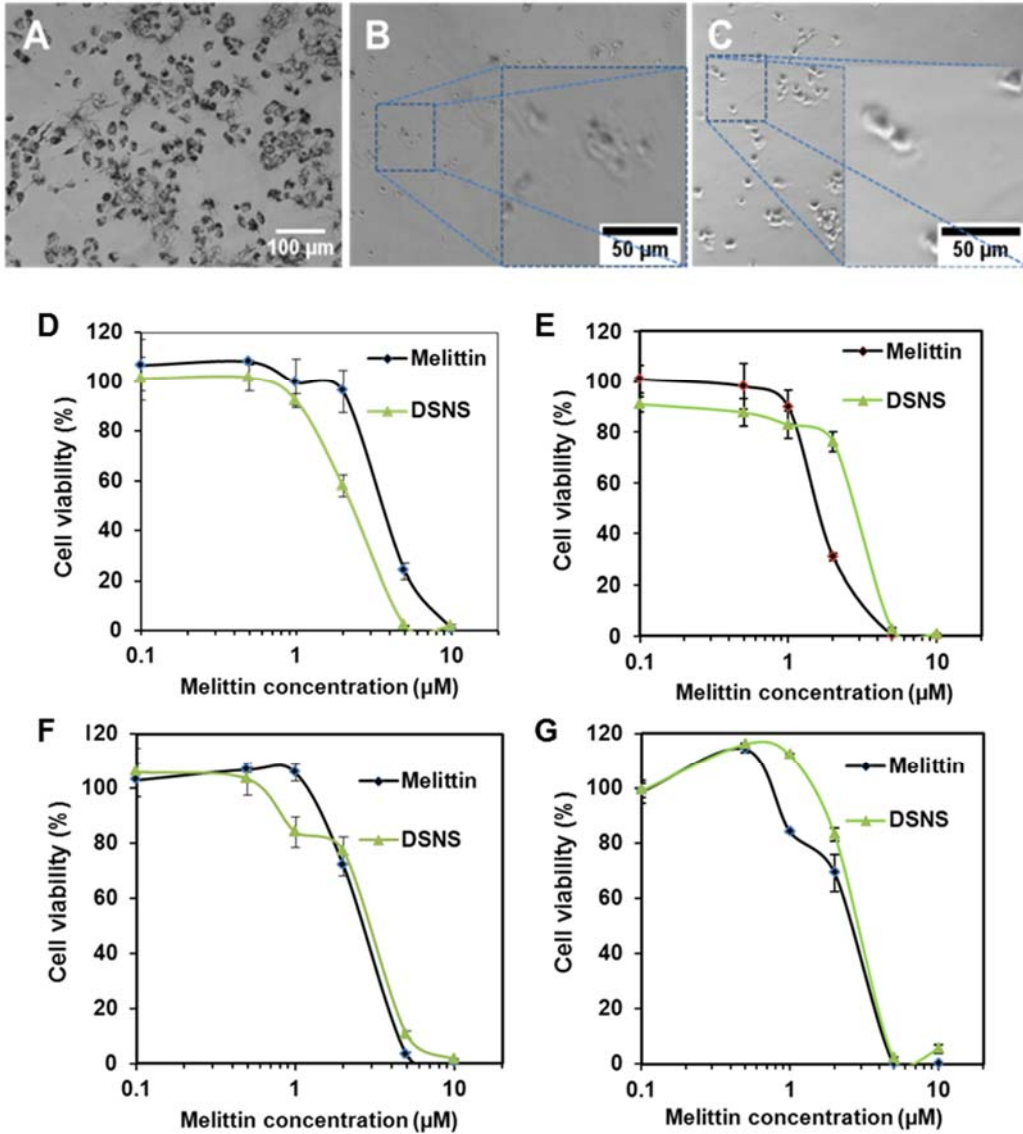 A
B
C
100 µm
50 µm
50 µm
D
120
100
80
60
40
20
0
0.1
1
10
Cell viability (%)
Melittin concentration (µM)
Melittin
DSNS
E
120
100
80
60
40
20
0
0.1
1
10
Cell viability (%)
Melittin concentration (µM)
Melittin
DSNS
F
120
100
80
60
40
20
0
0.1
1
10
Cell viability (%)
Melittin concentration (µM)
Melittin
DSNS
G
120
100
80
60
40
20
0
0.1
1
10
Cell viability (%)
Melittin concentration (µM)
Melittin
DSNS